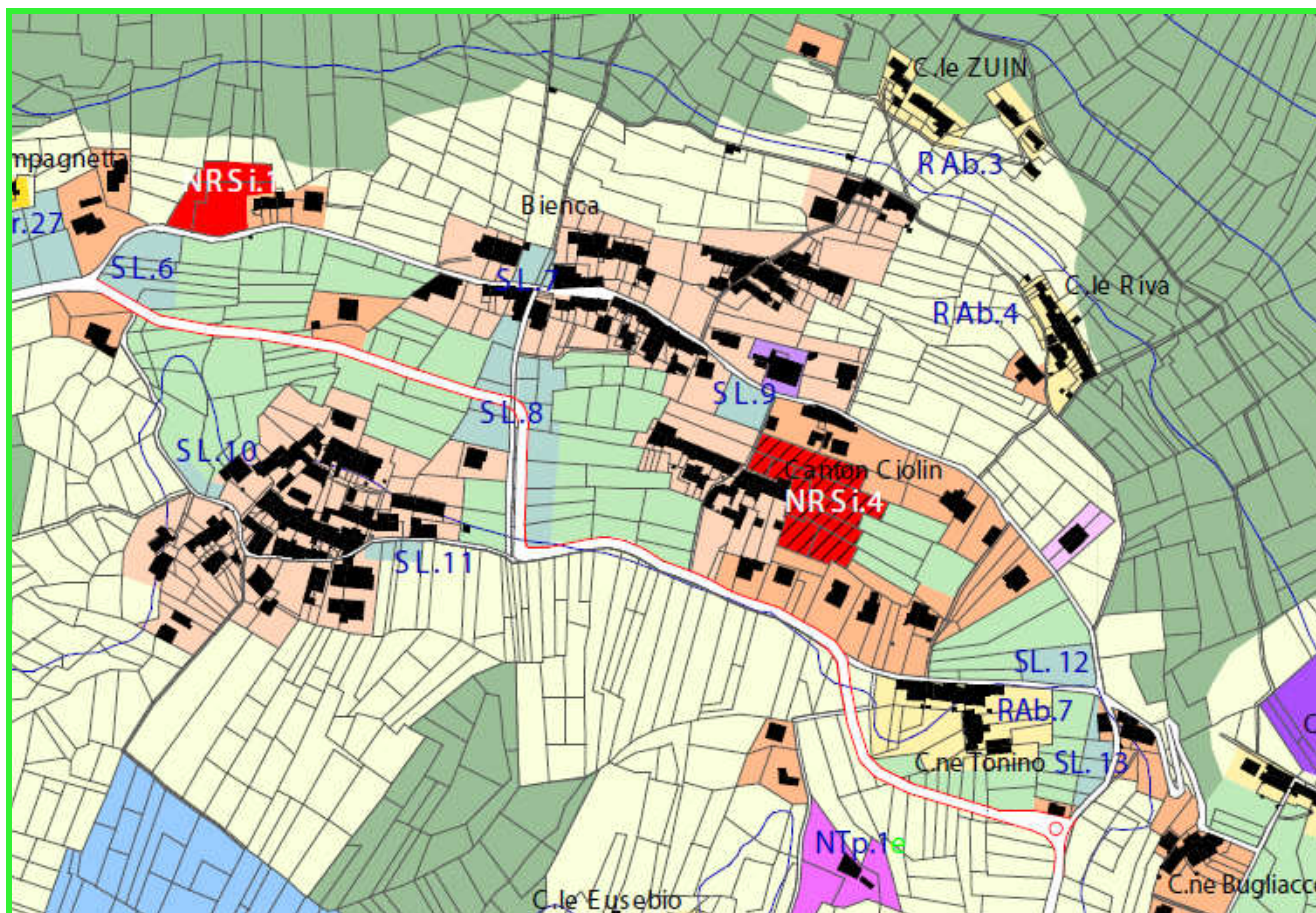 C.le ZUIN
mpagnetta
RAb.3
NRSi.1
Bienca
r.27
SL.6
SL.7
C.le Riva
RAb.4
SL.9
SL.8
SL.10
Canton Ciolin
NRSi.4
SL.11
SL. 12
RAb.7
C.ne Tonino
SL. 13
NTp.1e
C.ne Bugliacco
C.le Eusebio